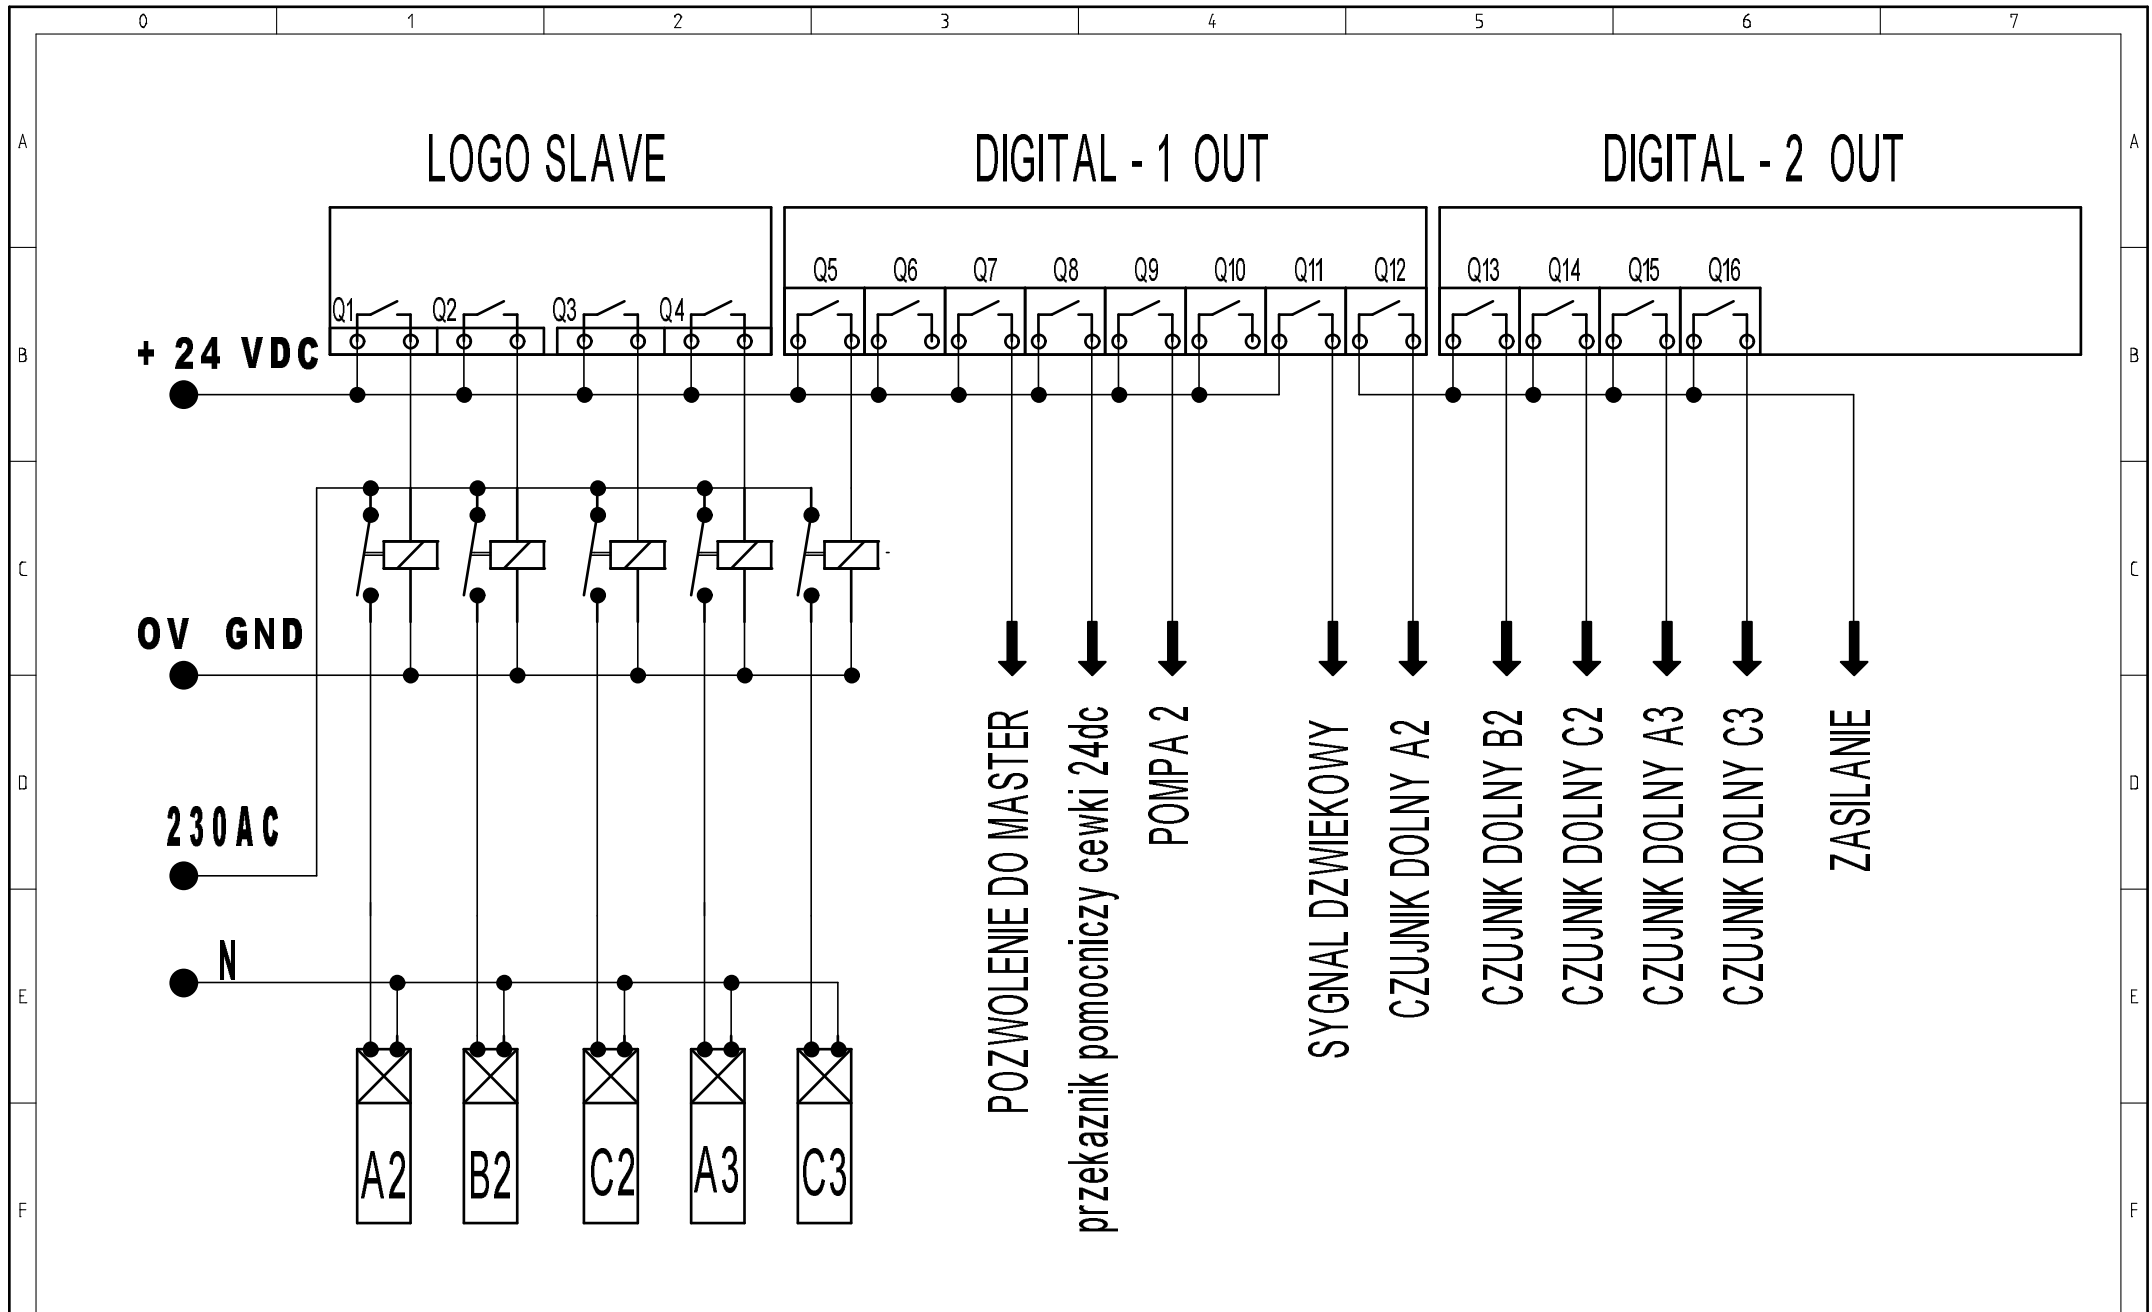 0 1 2 3 4 5 6 7
A A
LOGO SLAVE DIGITAL - 1 OUT DIGITAL - 2 OUT
Q5 Q6 Q7 Q8 Q9 Q10 Q11 Q12 Q13 Q14 Q15 Q16
Q1 Q2 Q3 Q4
+ 24 VDC
B B
C C
-
0V GND
D D
230AC
N
E E
POZWOLENIE DO MASTER
przekaznik pomocniczy cewki 24dc
POMPA 2
SYGNAL DZWIEKOWY
CZUJNIK DOLNY A2
CZUJNIK DOLNY B2
CZUJNIK DOLNY C2
CZUJNIK DOLNY A3
CZUJNIK DOLNY C3
ZASILANIE
A2 B2 C2 A3 C3
F F